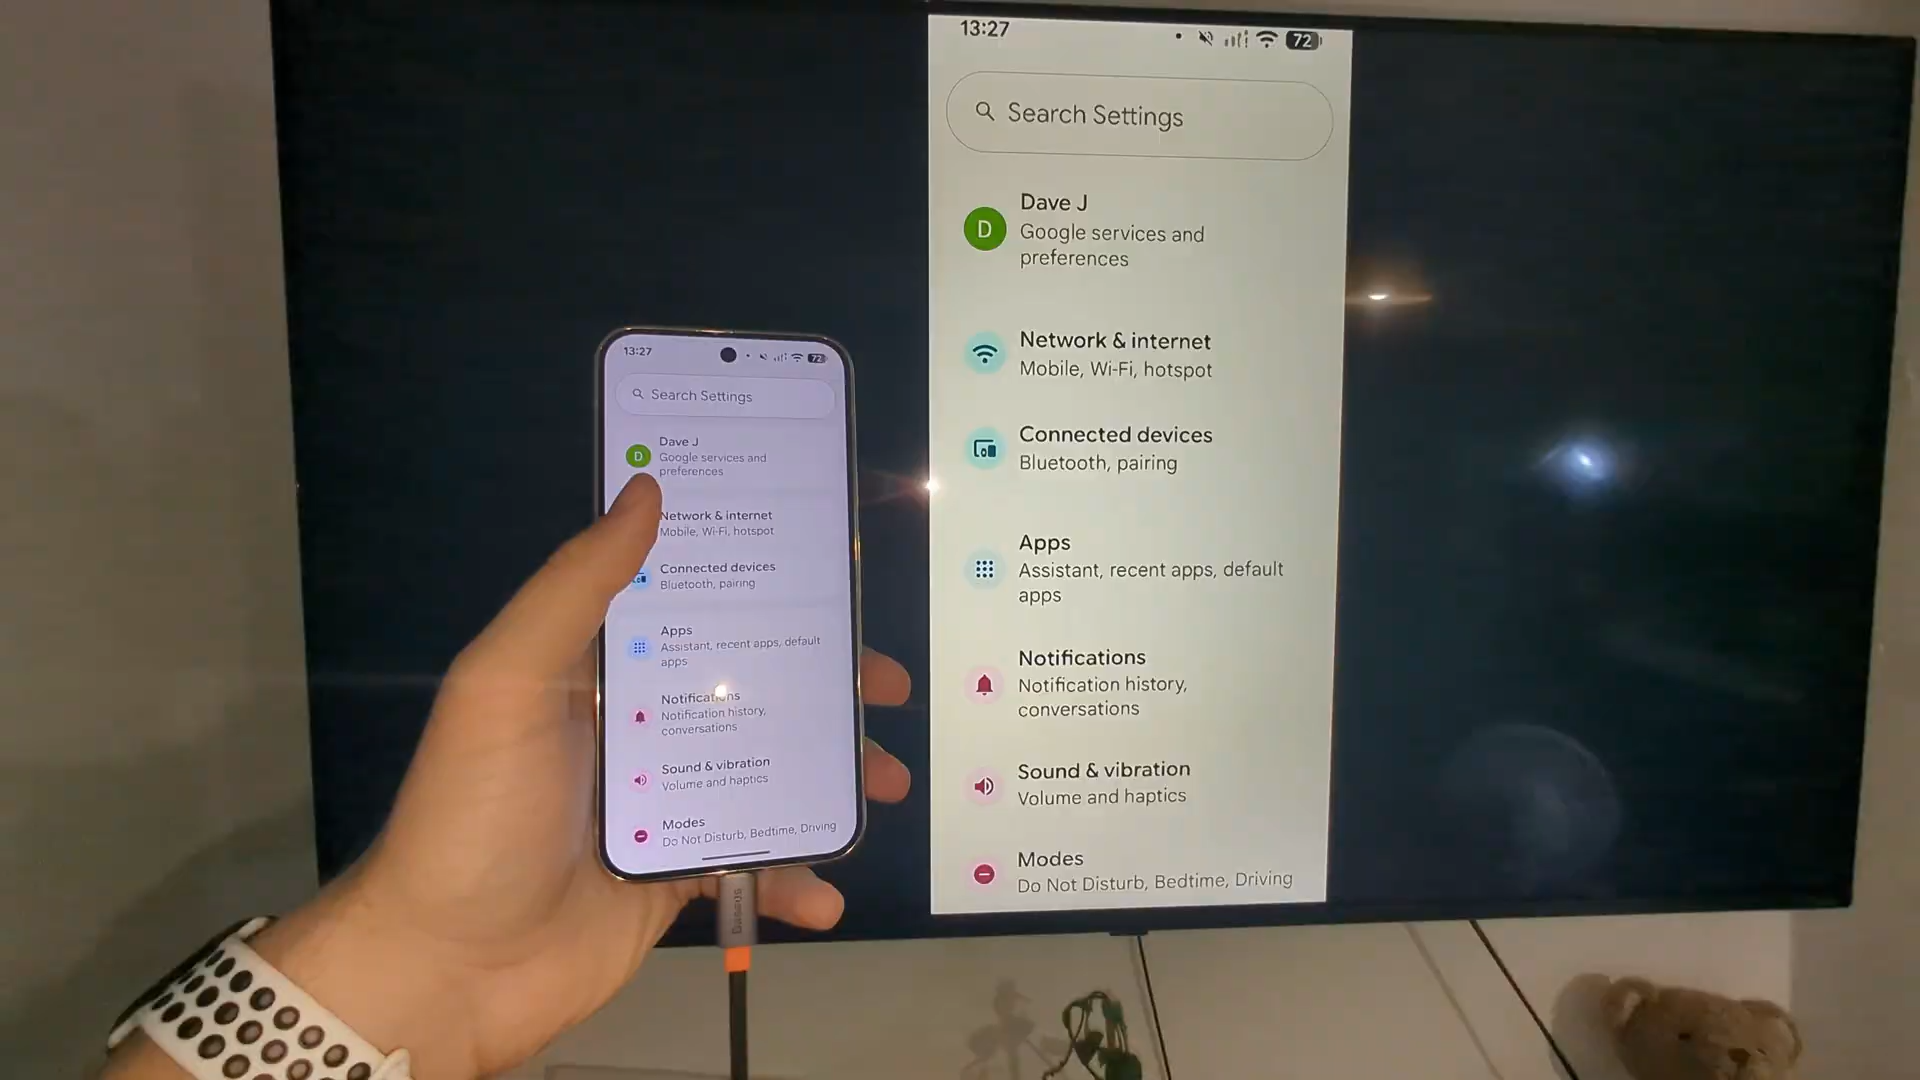 13:27
72
Search Settings
D
Dave J
Google services and
preferences
Network & internet
Mobile, Wi-Fi, hotspot
Connected devices
Bluetooth, pairing
Apps
Assistant, recent apps, default
apps
Notifications
Notification history,
conversations
Sound & vibration
Volume and haptics
Modes
Do Not Disturb, Bedtime, Driving
13:27
72
Search Settings
D
Dave J
Google services and
preferences
Network & internet
Mobile, Wi-Fi, hotspot
Connected devices
Bluetooth, pairing
Apps
Assistant, recent apps, default
apps
Notifications
Notification history,
conversations
Sound & vibration
Volume and haptics
Modes
Do Not Disturb, Bedtime, Driving
Baseus